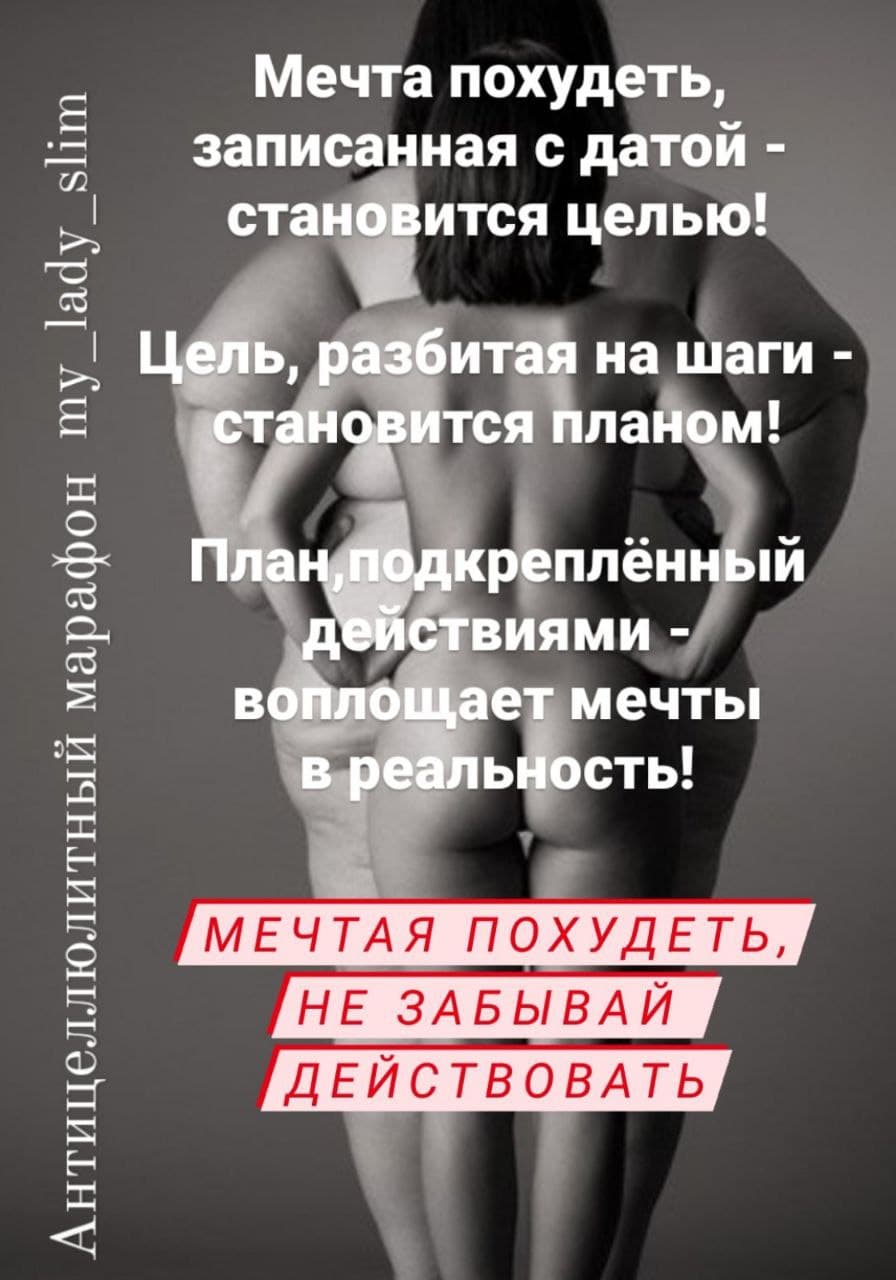 Мечта похудеть,
записанная с датой -
становится целью!
Цель, разбитая на шаги -
становится планом!
План,подкреплённый
действиями -
воплощает мечты
в реальность!
МЕЧТАЯ ПОХУДЕТЬ,
НЕ ЗАБЫВАЙ
ДЕЙСТВОВАТЬ
Антицеллюлитный марафон my_lady_slim